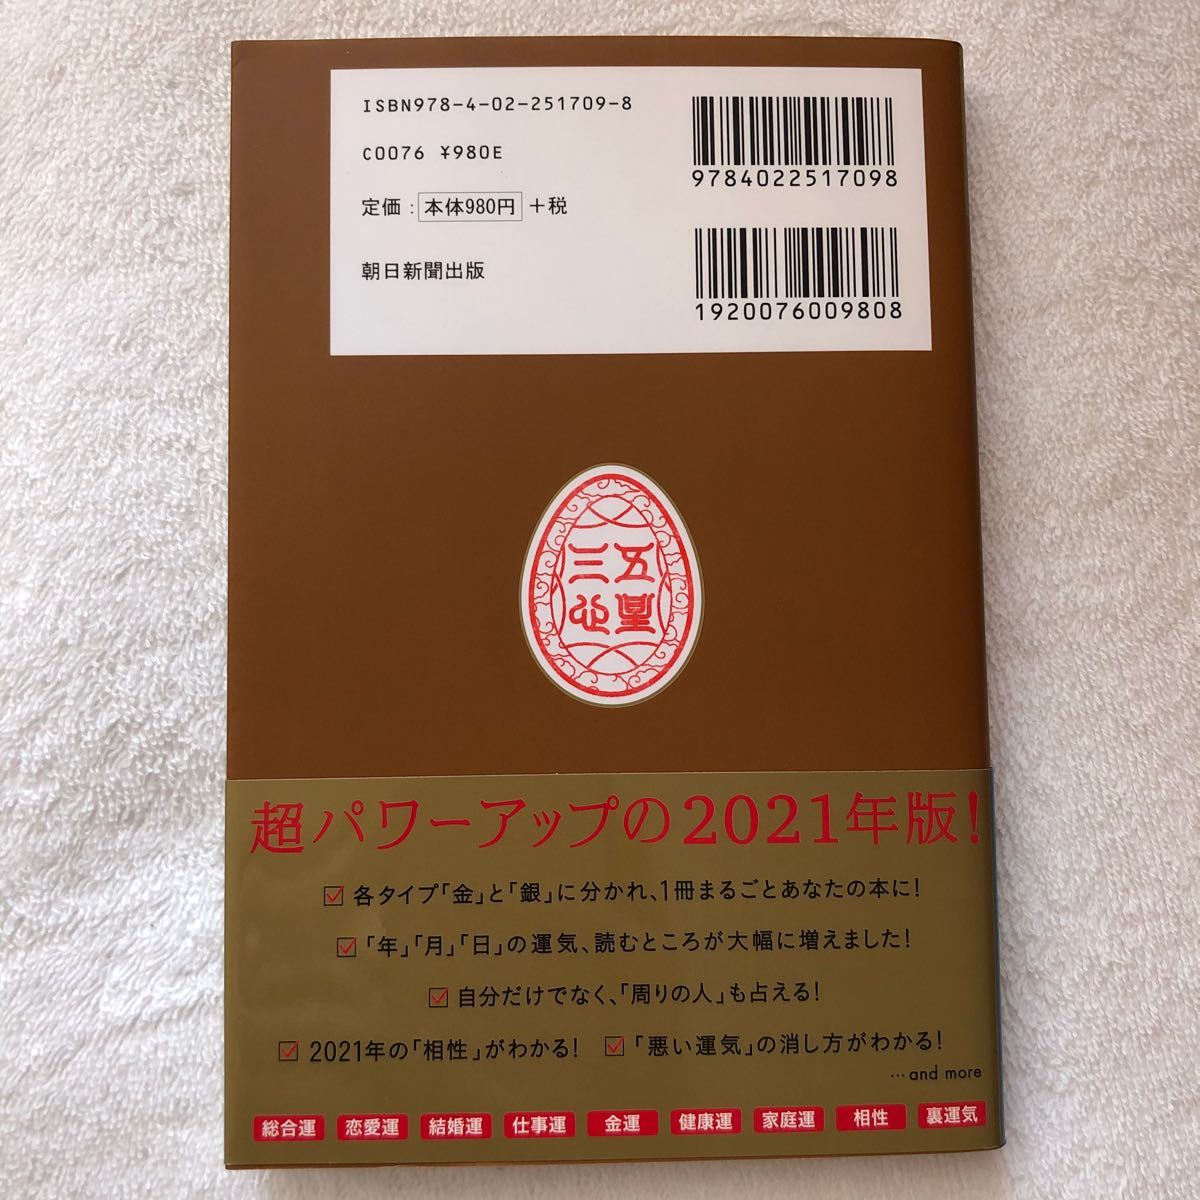 ISBN978-4-02-251709-8
C0076 ¥980E
定価：本体980円+税
朝日新聞出版
9784022517098
1920076009808
五星
三心
超パワーアップの2021年版！
各タイプ「金」と「銀」に分かれ、1冊まるごとあなたの本に！
「年」「月」「日」の運気、読むところが大幅に増えました！
自分だけでなく、「周りの人」も占える！
2021年の「相性」がわかる！ 「悪い運気」の消し方がわかる！
…and more
総合運 恋愛運 結婚運 仕事運 金運 健康運 家庭運 相性 裏運気